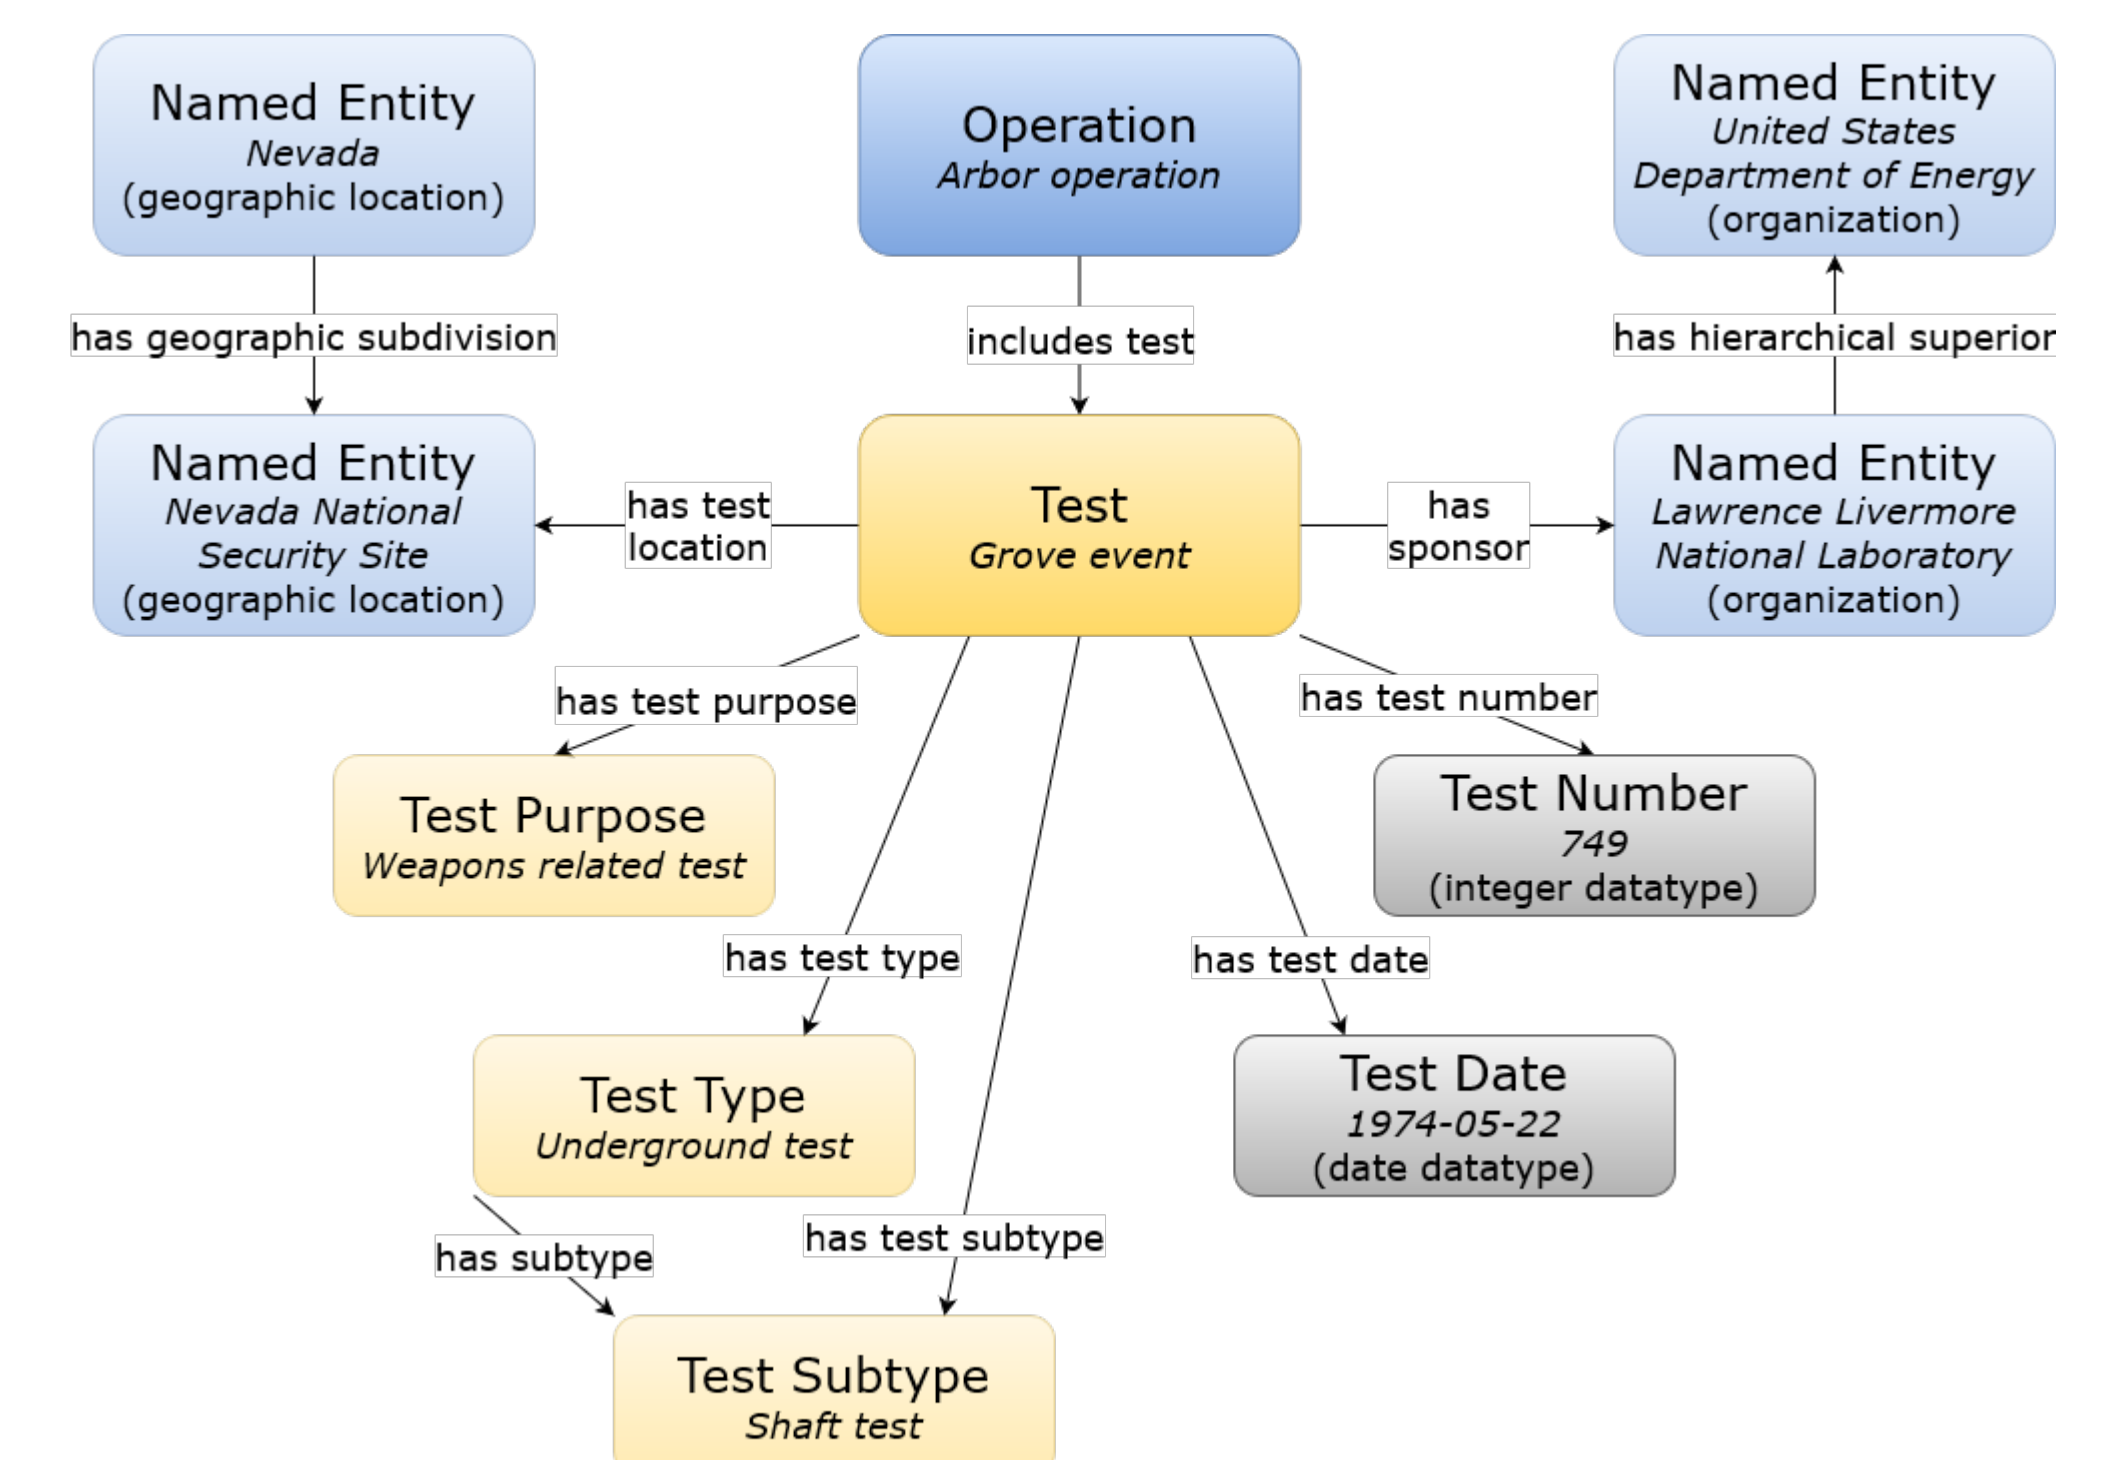 Named Entity
Nevada
(geographic location)
Operation
Arbor operation
Named Entity
United States
Department of Energy
(organization)
has geographic subdivision
includes test
has hierarchical superior
Named Entity
Nevada National
Security Site
(geographic location)
has test
location
Test
Grove event
has
sponsor
Named Entity
Lawrence Livermore
National Laboratory
(organization)
has test purpose
has test number
Test Purpose
Weapons related test
Test Number
749
(integer datatype)
has test type
has test date
Test Type
Underground test
Test Date
1974-05-22
(date datatype)
has subtype
has test subtype
Test Subtype
Shaft test